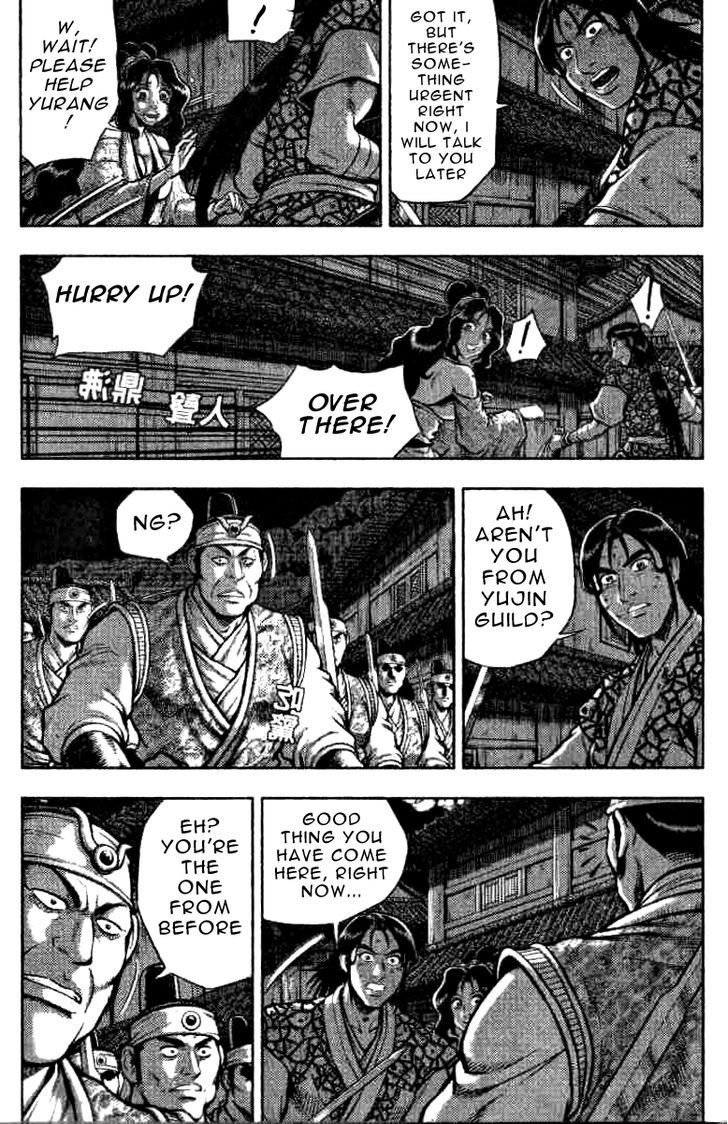 GOT IT,
BUT
THERE'S
SOME-
THING
URGENT
RIGHT
NOW, I
WILL TALK
TO YOU
LATER
!
W,
WAIT!
PLEASE
HELP
YURANG
!
!
!
HURRY UP!
OVER
THERE!
AH!
AREN'T
YOU
FROM
YUJIN
GUILD?
NG?
GOOD
THING YOU
HAVE COME
HERE, RIGHT
NOW...
EH?
YOU'RE
THE
ONE
FROM
BEFORE